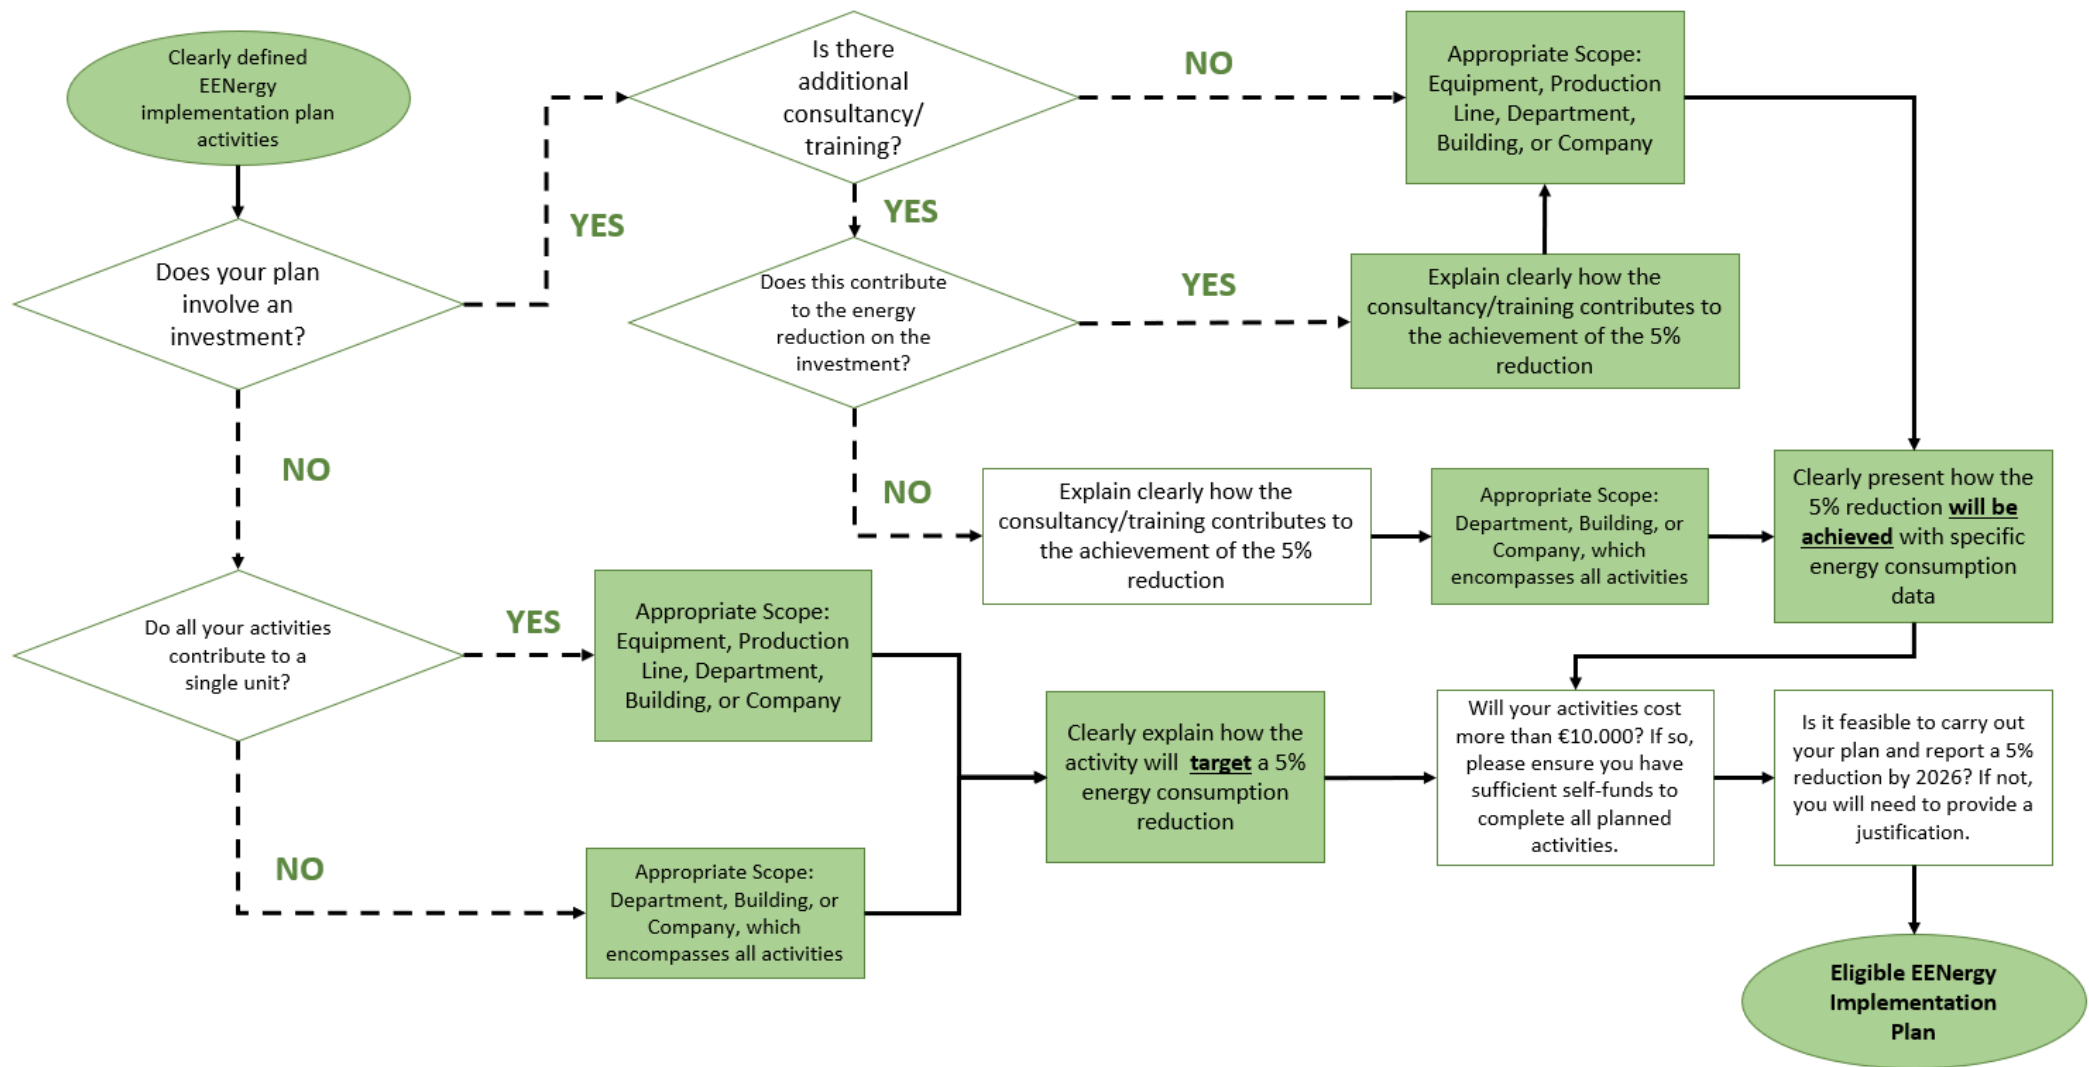 Clearly defined
EENergy
implementation plan
activities
Does your plan
involve an
investment?
YES
NO
Is there
additional
consultancy/
training?
NO
YES
Appropriate Scope:
Equipment, Production
Line, Department,
Building, or Company
Does this contribute
to the energy
reduction on the
investment?
YES
NO
Explain clearly how the
consultancy/training contributes to
the achievement of the 5%
reduction
Explain clearly how the
consultancy/training contributes to
the achievement of the 5%
reduction
Appropriate Scope:
Department, Building, or
Company, which
encompasses all activities
Clearly present how the
5% reduction will be
achieved with specific
energy consumption
data
Do all your activities
contribute to a
single unit?
YES
NO
Appropriate Scope:
Equipment, Production
Line, Department,
Building, or Company
Appropriate Scope:
Department, Building, or
Company, which
encompasses all activities
Clearly explain how the
activity will target a 5%
energy consumption
reduction
Will your activities cost
more than €10.000? If so,
please ensure you have
sufficient self-funds to
complete all planned
activities.
Is it feasible to carry out
your plan and report a 5%
reduction by 2026? If not,
you will need to provide a
justification.
Eligible EENergy
Implementation
Plan